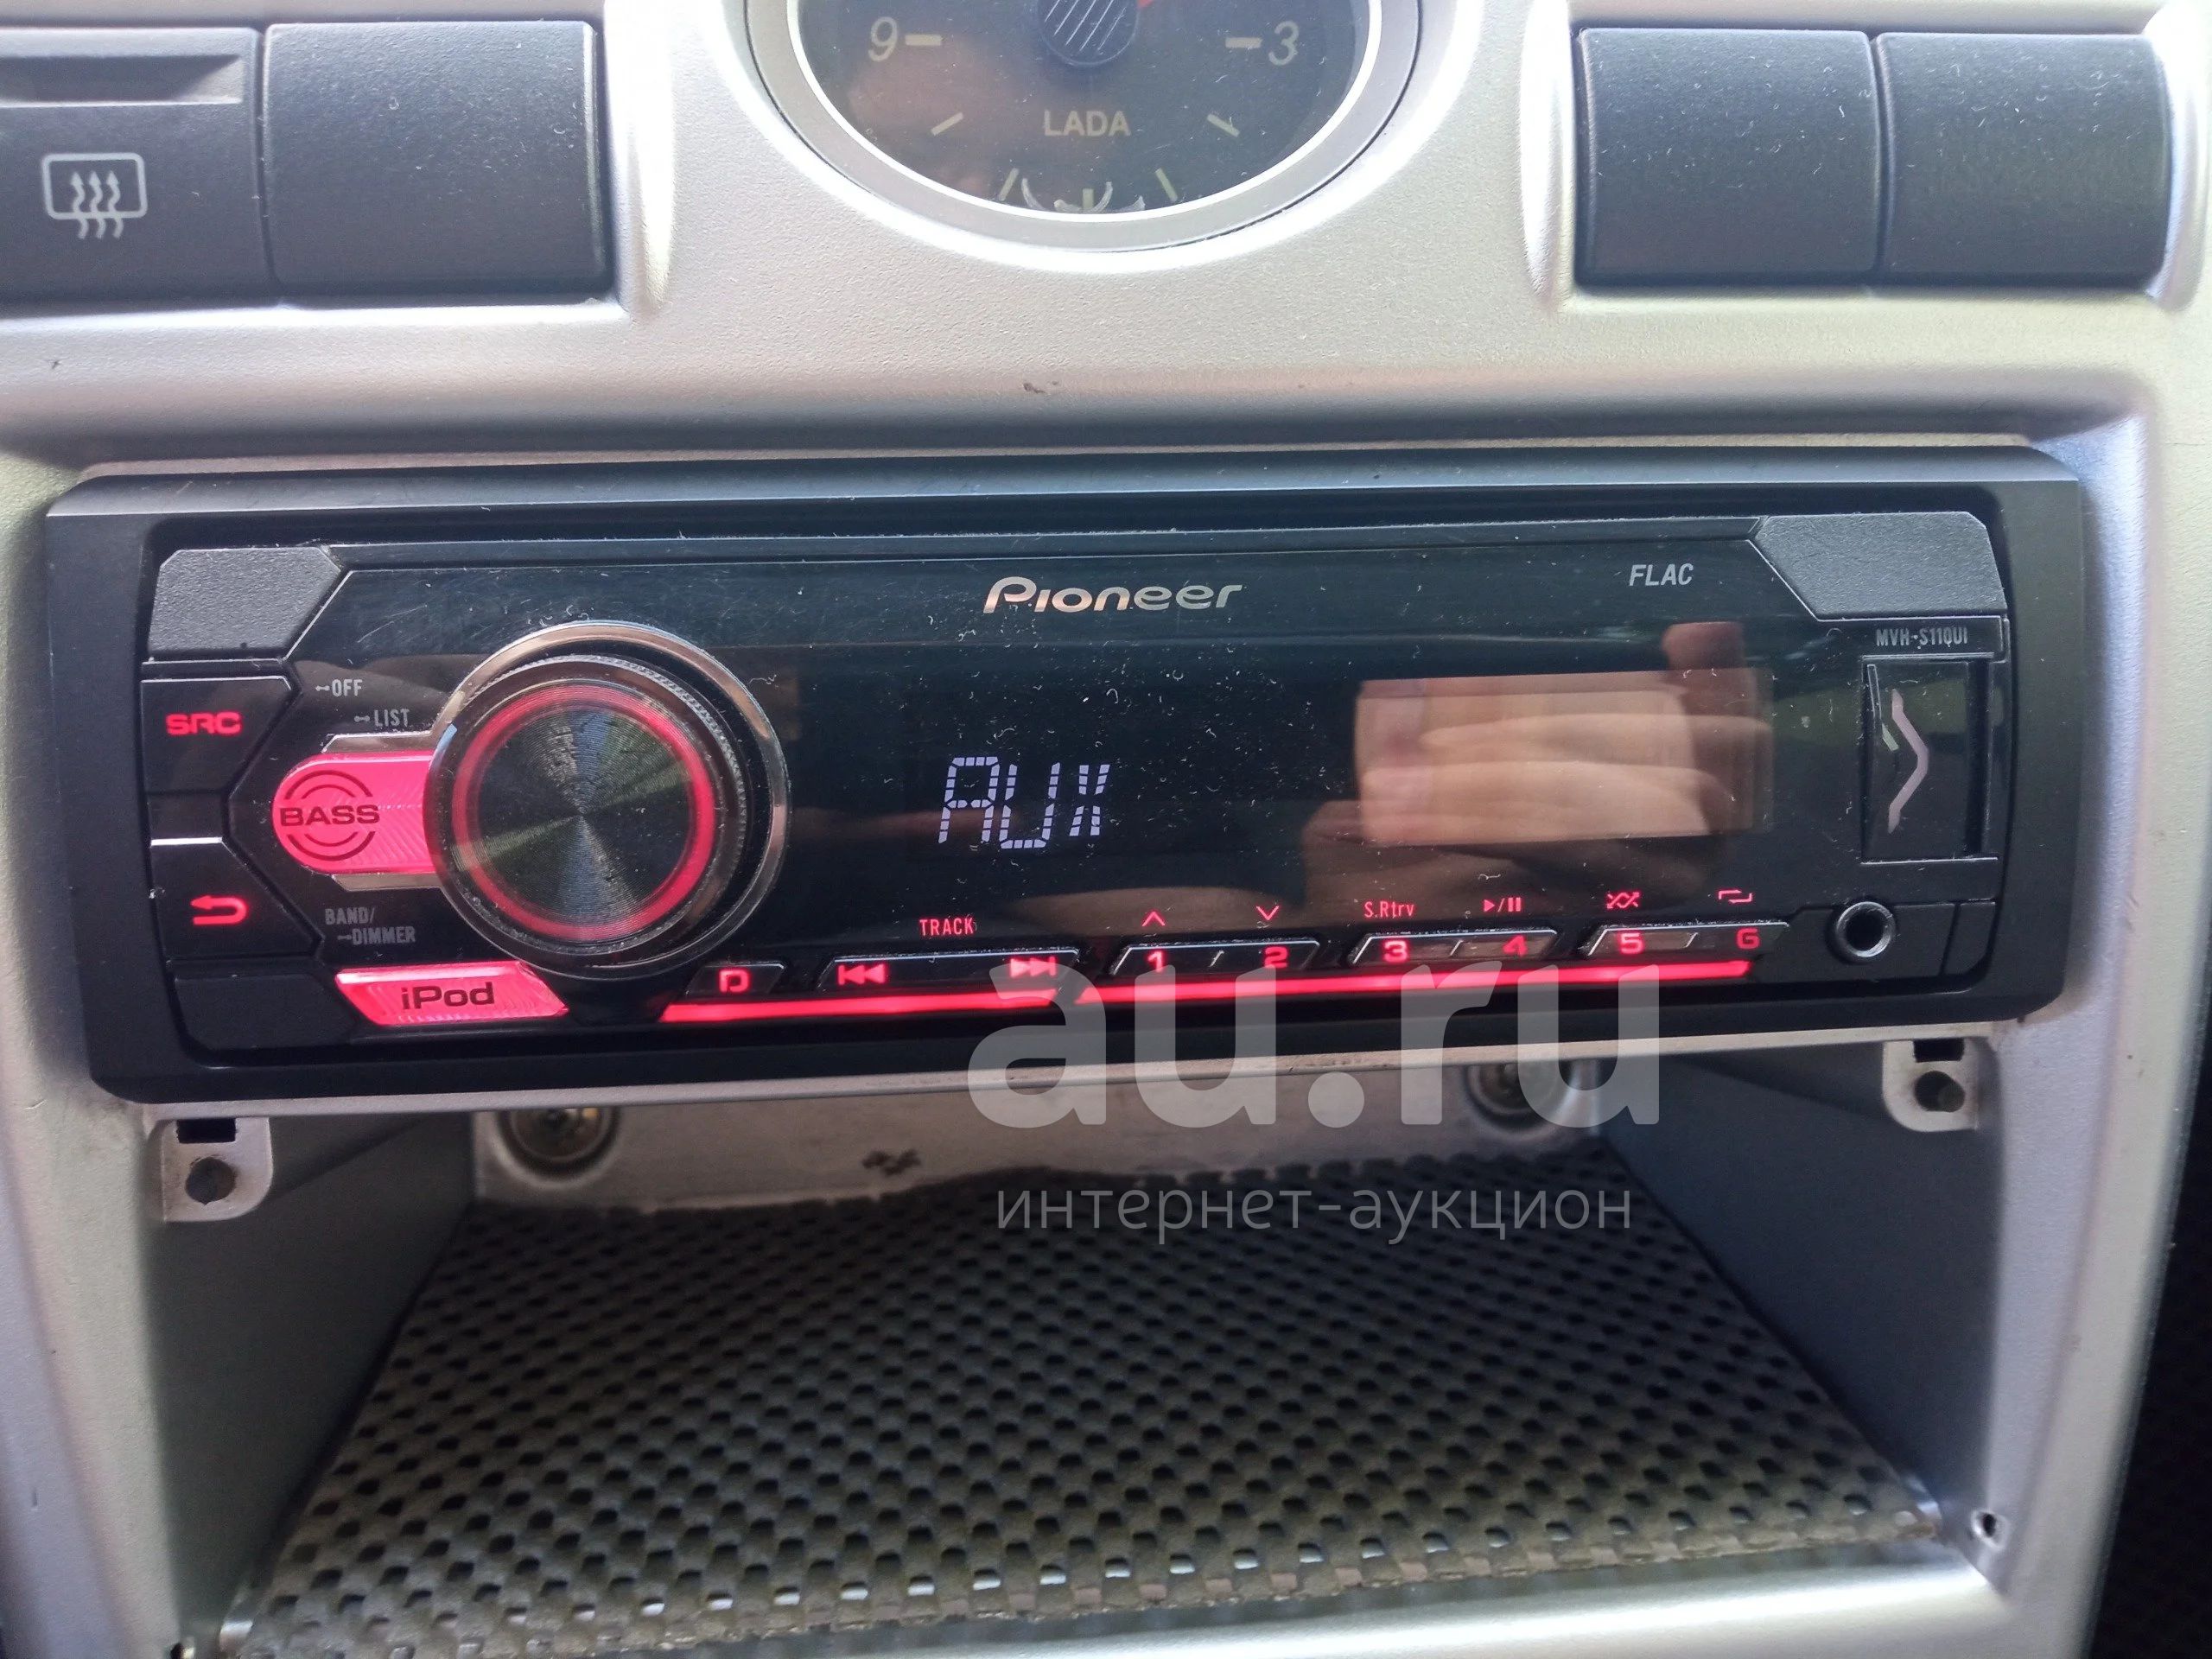 9
3
LADA
Pioneer
FLAC
MVH-S110UI
OFF
LIST
SRC
BASS
AUX
BAND/
DIMMER
TRACK
S.Rtrv
iPod
D
1 / 2
3 / 4
5 / 6
au.ru
интернет-аукцион